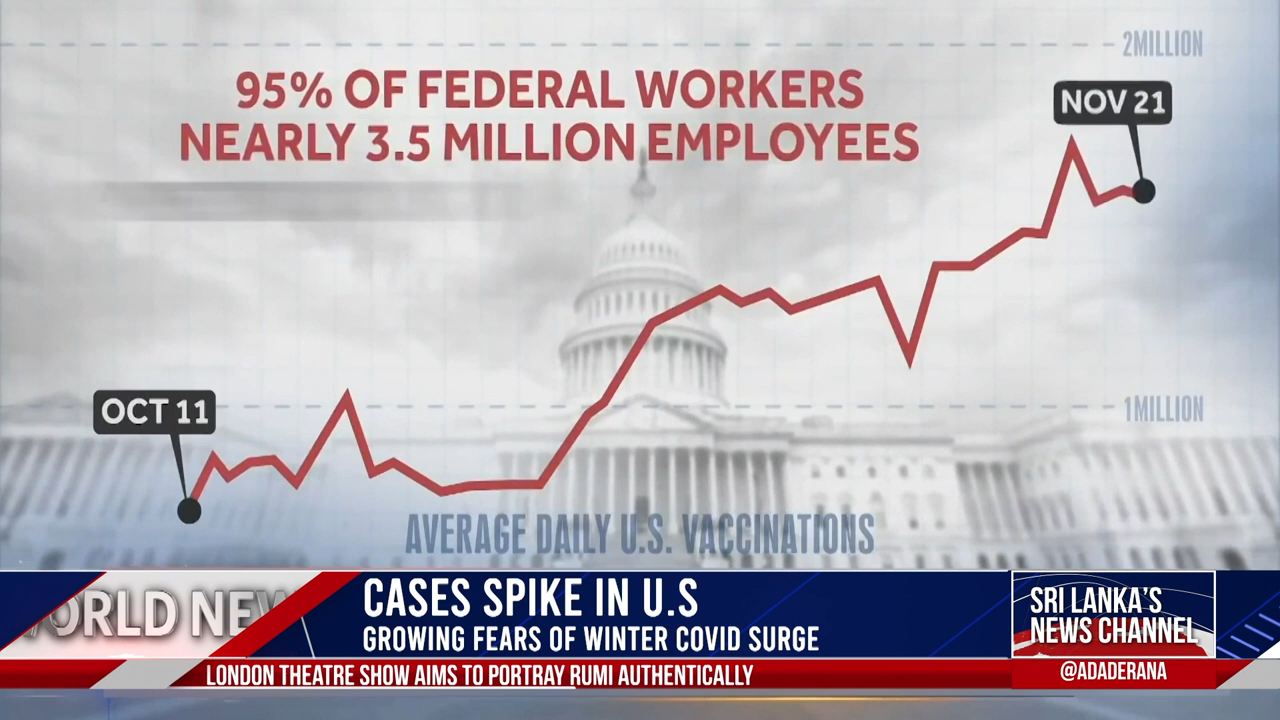 2MILLION
95% OF FEDERAL WORKERS
NEARLY 3.5 MILLION EMPLOYEES
NOV 21
OCT 11
1MILLION
AVERAGE DAILY U.S. VACCINATIONS
WORLD NEW
CASES SPIKE IN U.S
GROWING FEARS OF WINTER COVID SURGE
SRI LANKA'S
NEWS CHANNEL
LONDON THEATRE SHOW AIMS TO PORTRAY RUMI AUTHENTICALLY
@ADADERANA